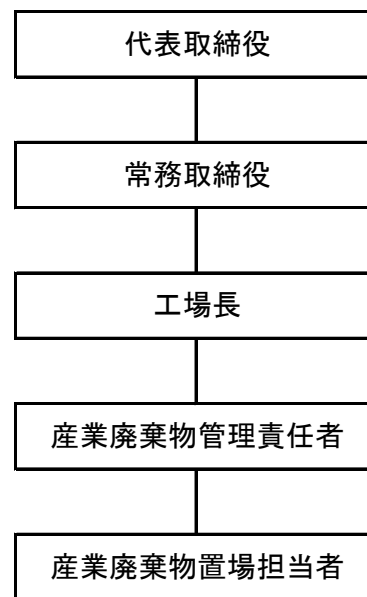 代表取締役
常務取締役
工場長
産業廃棄物管理責任者
産業廃棄物置場担当者